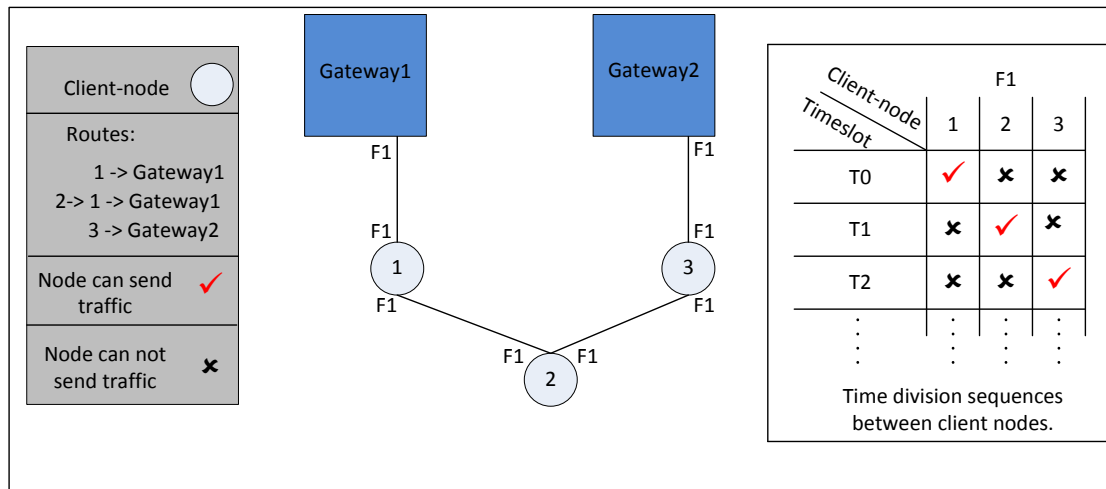 Client-node
Routes:
1 -> Gateway1
2-> 1 -> Gateway1
3 -> Gateway2
Node can send
traffic
Node can not
send traffic
Gateway1
Gateway2
F1
F1
F1
F1
1
3
F1
F1
F1
F1
2
Client-node
Timeslot
F1
1 2 3
T0
T1
T2
Time division sequences
between client nodes.